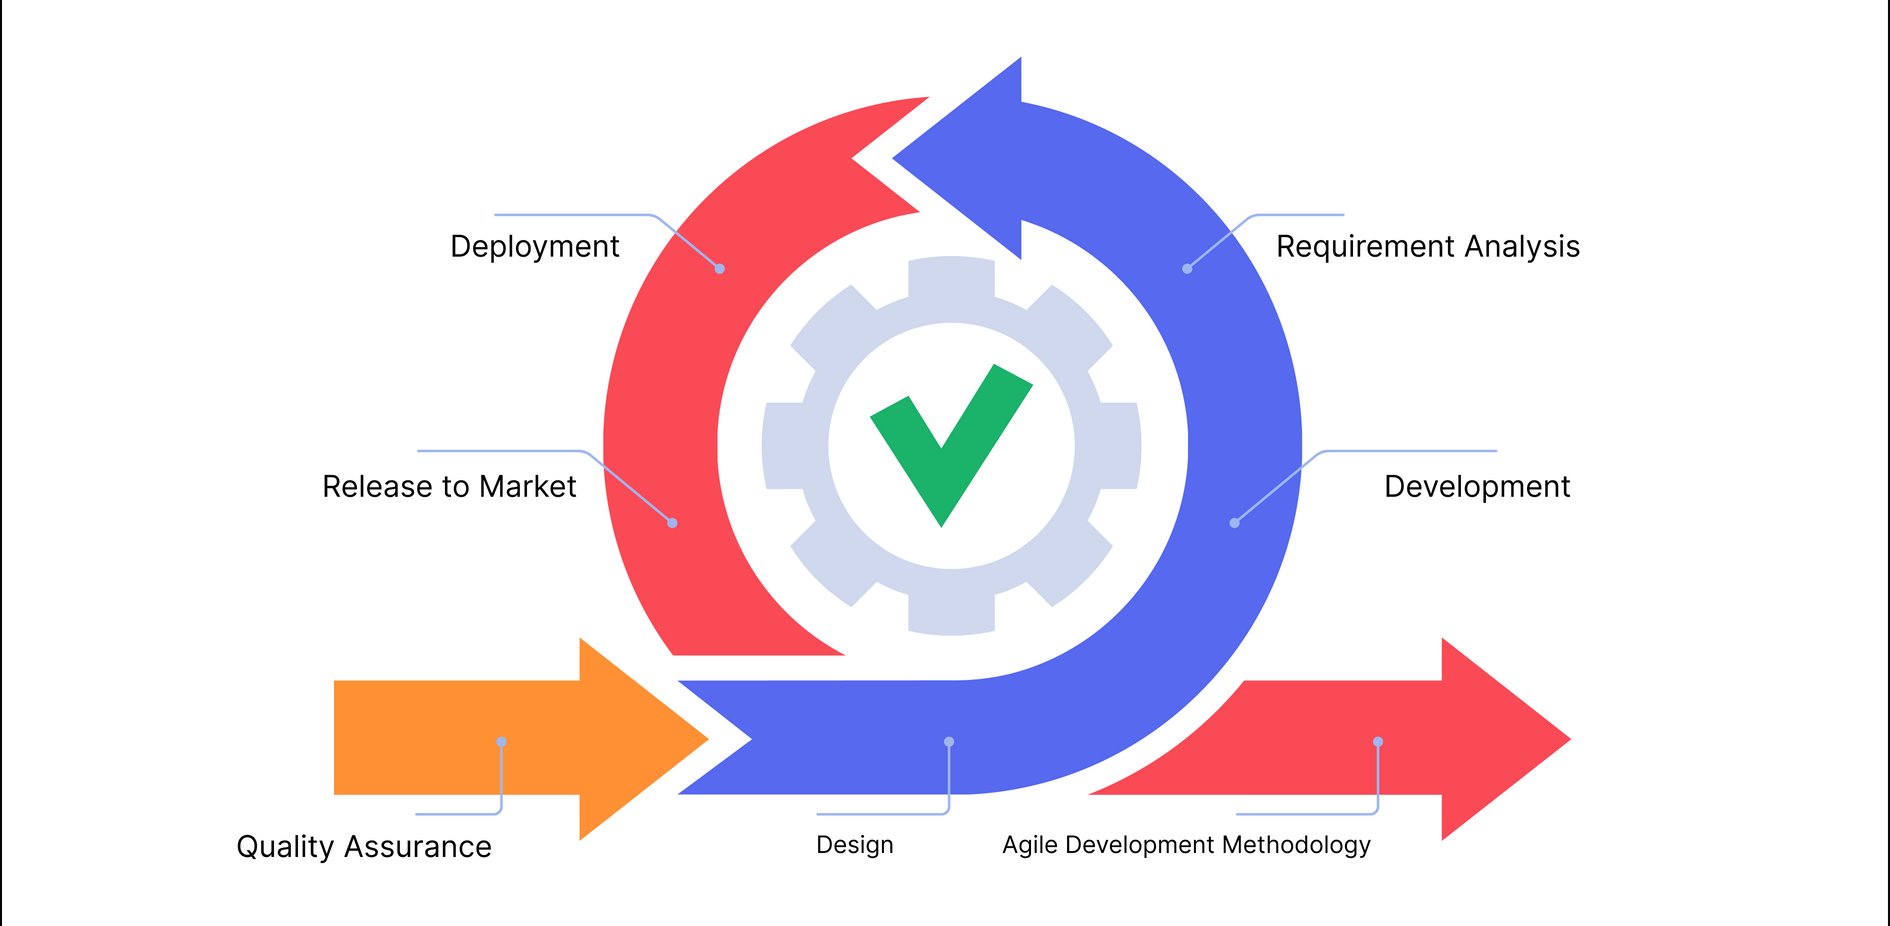 Deployment
Requirement Analysis
Release to Market
Development
Quality Assurance
Design
Agile Development Methodology